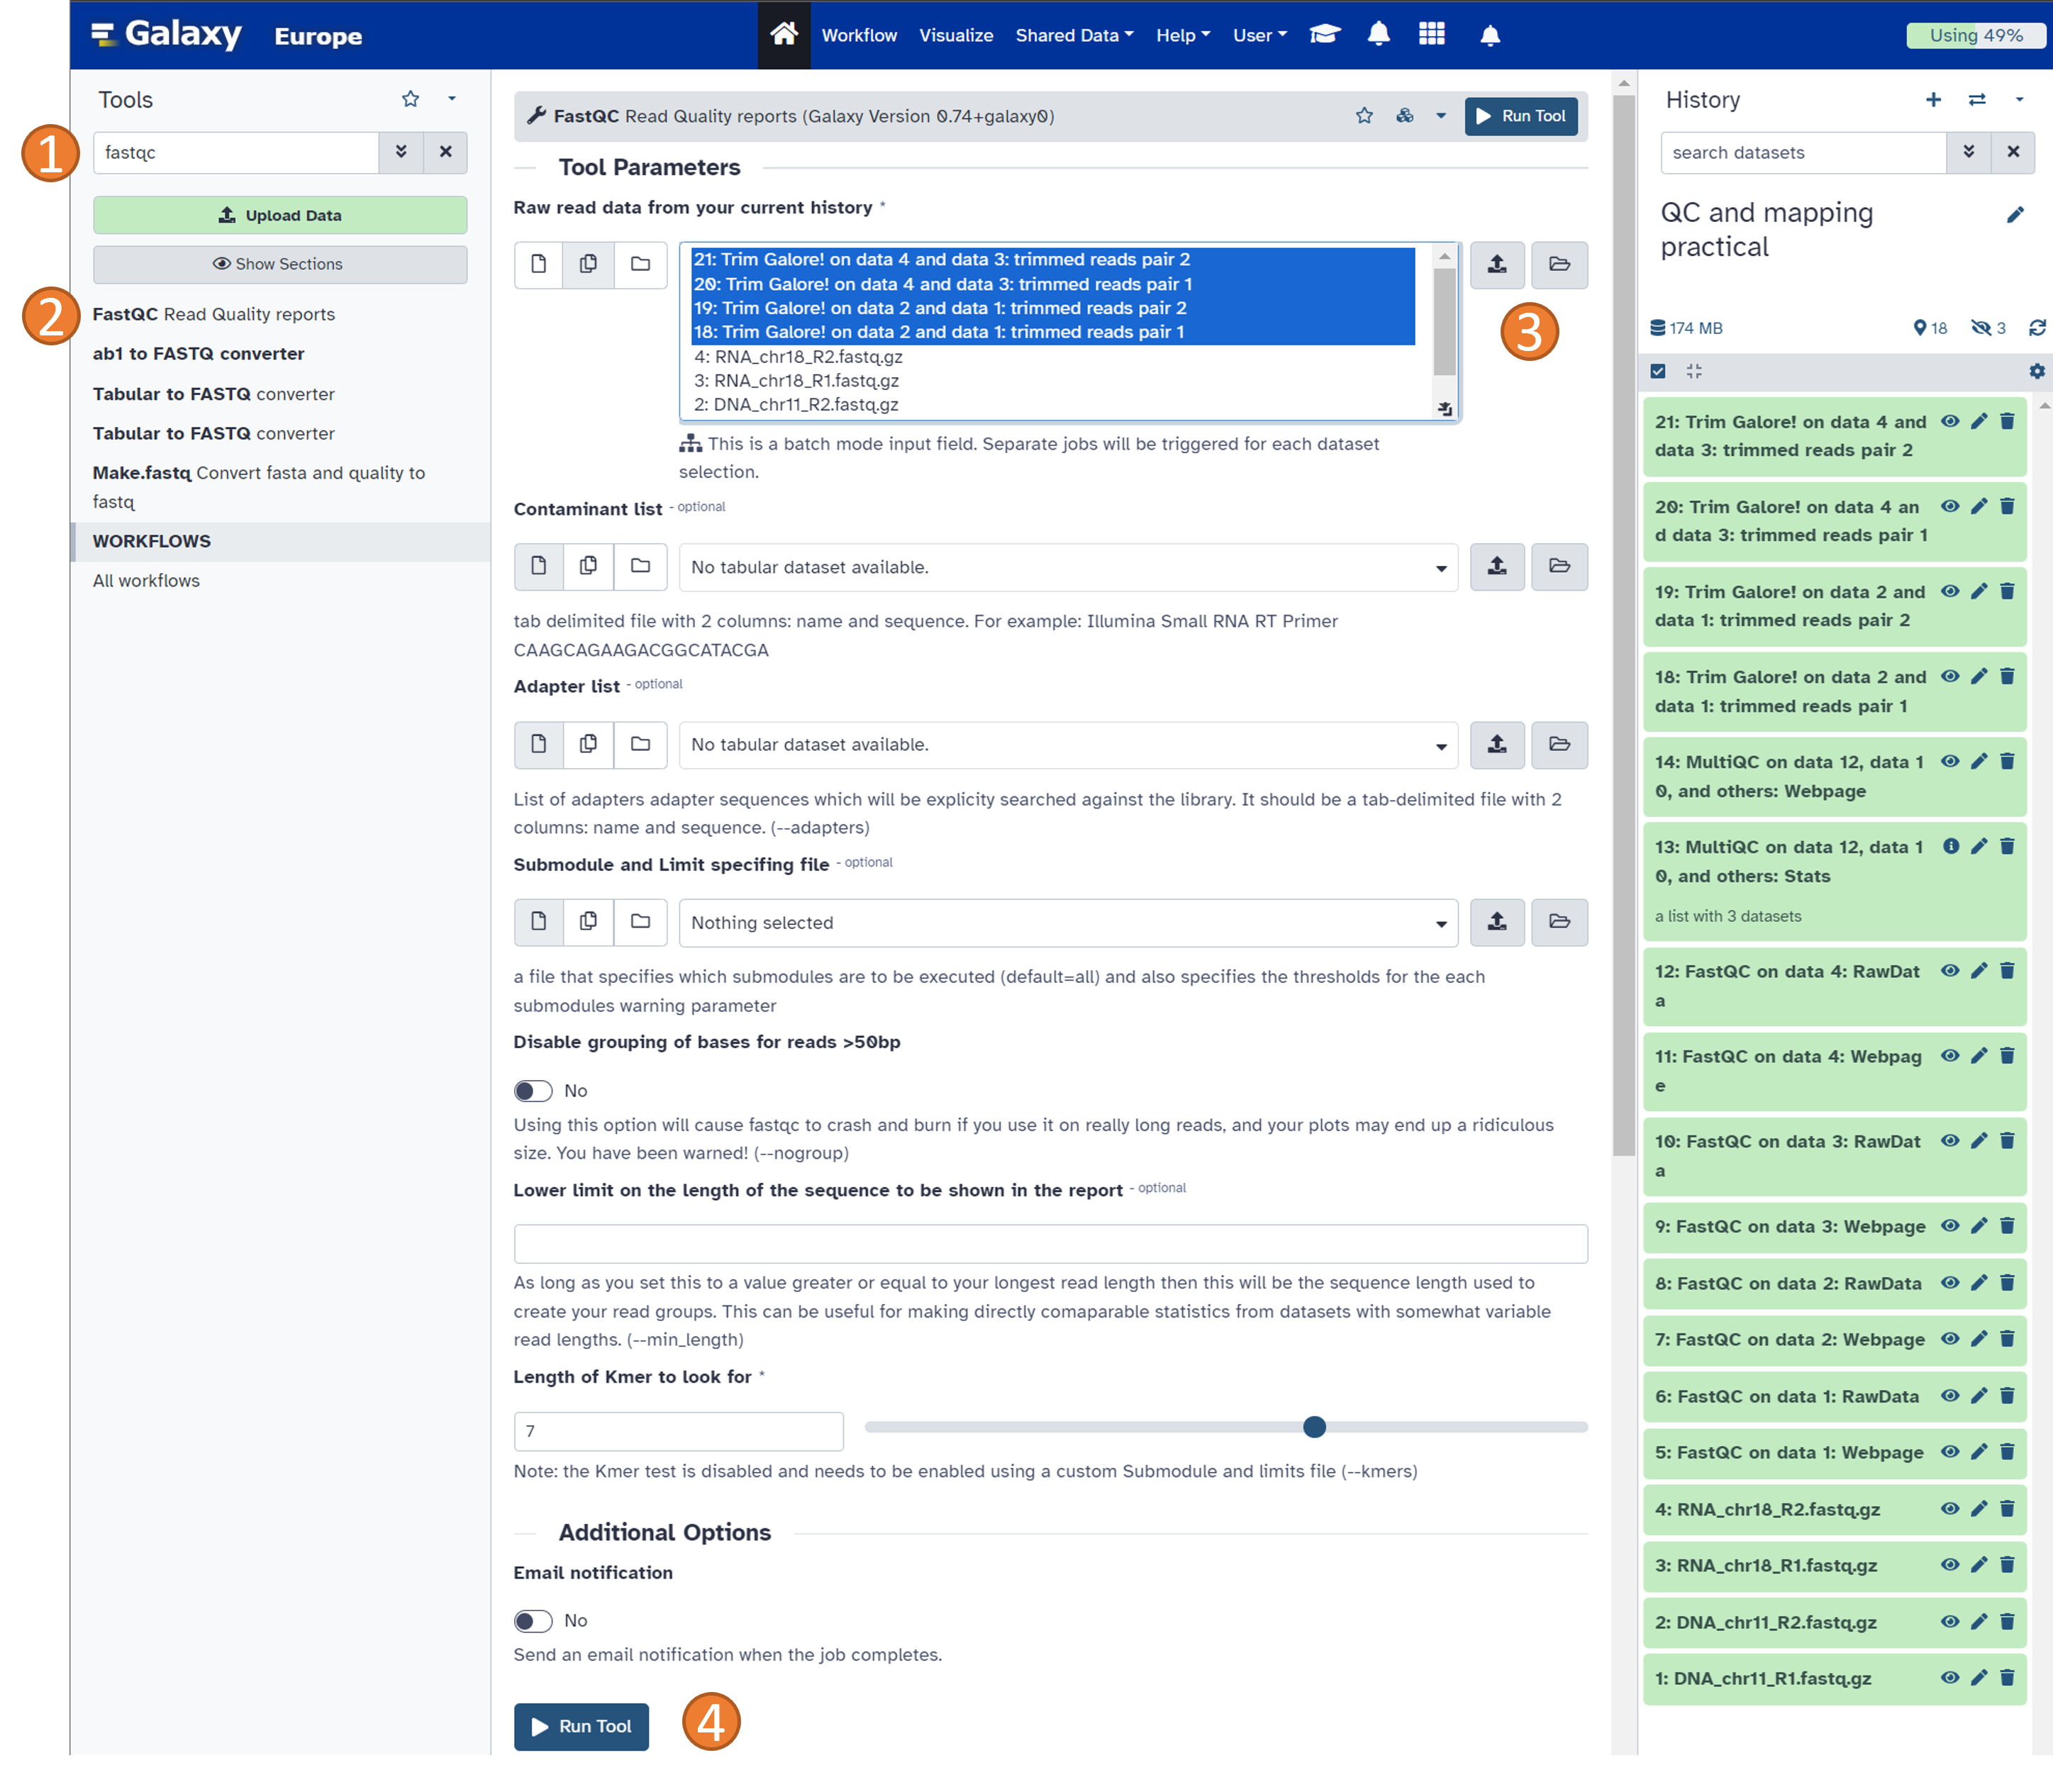 Galaxy Europe
Workflow Visualize Shared Data Help User
Using 49%
Tools
1
fastqc
Upload Data
Show Sections
2
FastQC Read Quality reports
ab1 to FASTQ converter
Tabular to FASTQ converter
Tabular to FASTQ converter
Make.fastq Convert fasta and quality to
fastq
WORKFLOWS
All workflows
FastQC Read Quality reports (Galaxy Version 0.74+galaxy0)
Run Tool
Tool Parameters
Raw read data from your current history *
21: Trim Galore! on data 4 and data 3: trimmed reads pair 2
20: Trim Galore! on data 4 and data 3: trimmed reads pair 1
19: Trim Galore! on data 2 and data 1: trimmed reads pair 2
18: Trim Galore! on data 2 and data 1: trimmed reads pair 1
4: RNA_chr18_R2.fastq.gz
3: RNA_chr18_R1.fastq.gz
2: DNA_chr11_R2.fastq.gz
3
This is a batch mode input field. Separate jobs will be triggered for each dataset
selection.
Contaminant list - optional
No tabular dataset available.
tab delimited file with 2 columns: name and sequence. For example: Illumina Small RNA RT Primer
CAAGCAGAAGACGGCATACGA
Adapter list - optional
No tabular dataset available.
List of adapters adapter sequences which will be explicity searched against the library. It should be a tab-delimited file with 2
columns: name and sequence. (--adapters)
Submodule and Limit specifing file - optional
Nothing selected
a file that specifies which submodules are to be executed (default=all) and also specifies the thresholds for the each
submodules warning parameter
Disable grouping of bases for reads >50bp
No
Using this option will cause fastqc to crash and burn if you use it on really long reads, and your plots may end up a ridiculous
size. You have been warned! (--nogroup)
Lower limit on the length of the sequence to be shown in the report - optional
As long as you set this to a value greater or equal to your longest read length then this will be the sequence length used to
create your read groups. This can be useful for making directly comaparable statistics from datasets with somewhat variable
read lengths. (--min_length)
Length of Kmer to look for *
7
Note: the Kmer test is disabled and needs to be enabled using a custom Submodule and limits file (--kmers)
Additional Options
Email notification
No
Send an email notification when the job completes.
Run Tool
4
History
search datasets
QC and mapping
practical
174 MB 18 3
21: Trim Galore! on data 4 and
data 3: trimmed reads pair 2
20: Trim Galore! on data 4 an
d data 3: trimmed reads pair 1
19: Trim Galore! on data 2 and
data 1: trimmed reads pair 2
18: Trim Galore! on data 2 and
data 1: trimmed reads pair 1
14: MultiQC on data 12, data 1
0, and others: Webpage
13: MultiQC on data 12, data 1
0, and others: Stats
a list with 3 datasets
12: FastQC on data 4: RawDat
a
11: FastQC on data 4: Webpag
e
10: FastQC on data 3: RawDat
a
9: FastQC on data 3: Webpage
8: FastQC on data 2: RawData
7: FastQC on data 2: Webpage
6: FastQC on data 1: RawData
5: FastQC on data 1: Webpage
4: RNA_chr18_R2.fastq.gz
3: RNA_chr18_R1.fastq.gz
2: DNA_chr11_R2.fastq.gz
1: DNA_chr11_R1.fastq.gz